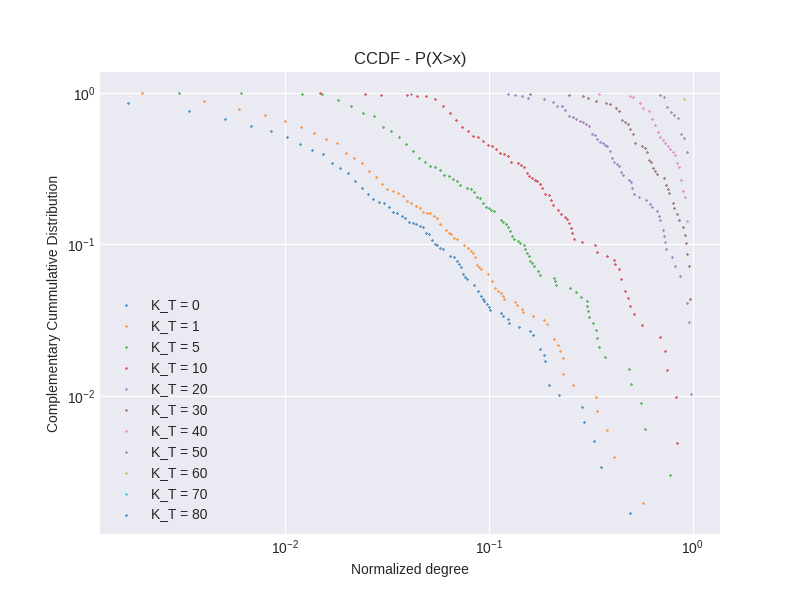 CCDF - P(X>x)
Complementary Cummulative Distribution
10^0
10^-1
10^-2
K_T = 0
K_T = 1
K_T = 5
K_T = 10
K_T = 20
K_T = 30
K_T = 40
K_T = 50
K_T = 60
K_T = 70
K_T = 80
10^-2 10^-1 10^0
Normalized degree